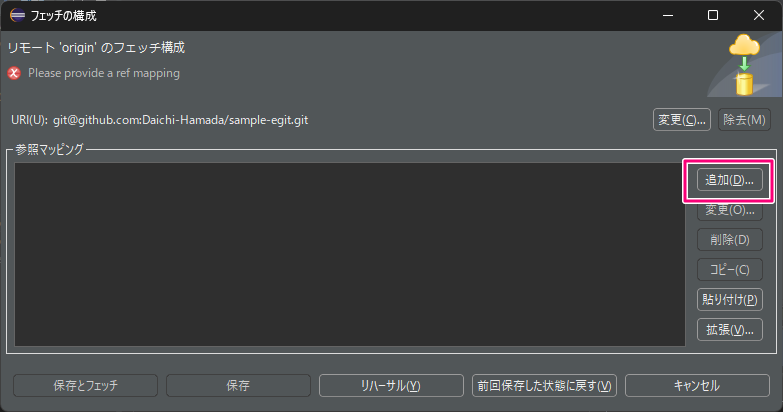 フェッチの構成
リモート 'origin' のフェッチ構成
Please provide a ref mapping
URI(U): git@github.com:Daichi-Hamada/sample-egit.git
変更(C)...
除去(M)
参照マッピング
追加(D)...
変更(O)...
削除(D)
コピー(C)
貼り付け(P)
拡張(V)...
保存とフェッチ
保存
リハーサル(Y)
前回保存した状態に戻す(V)
キャンセル